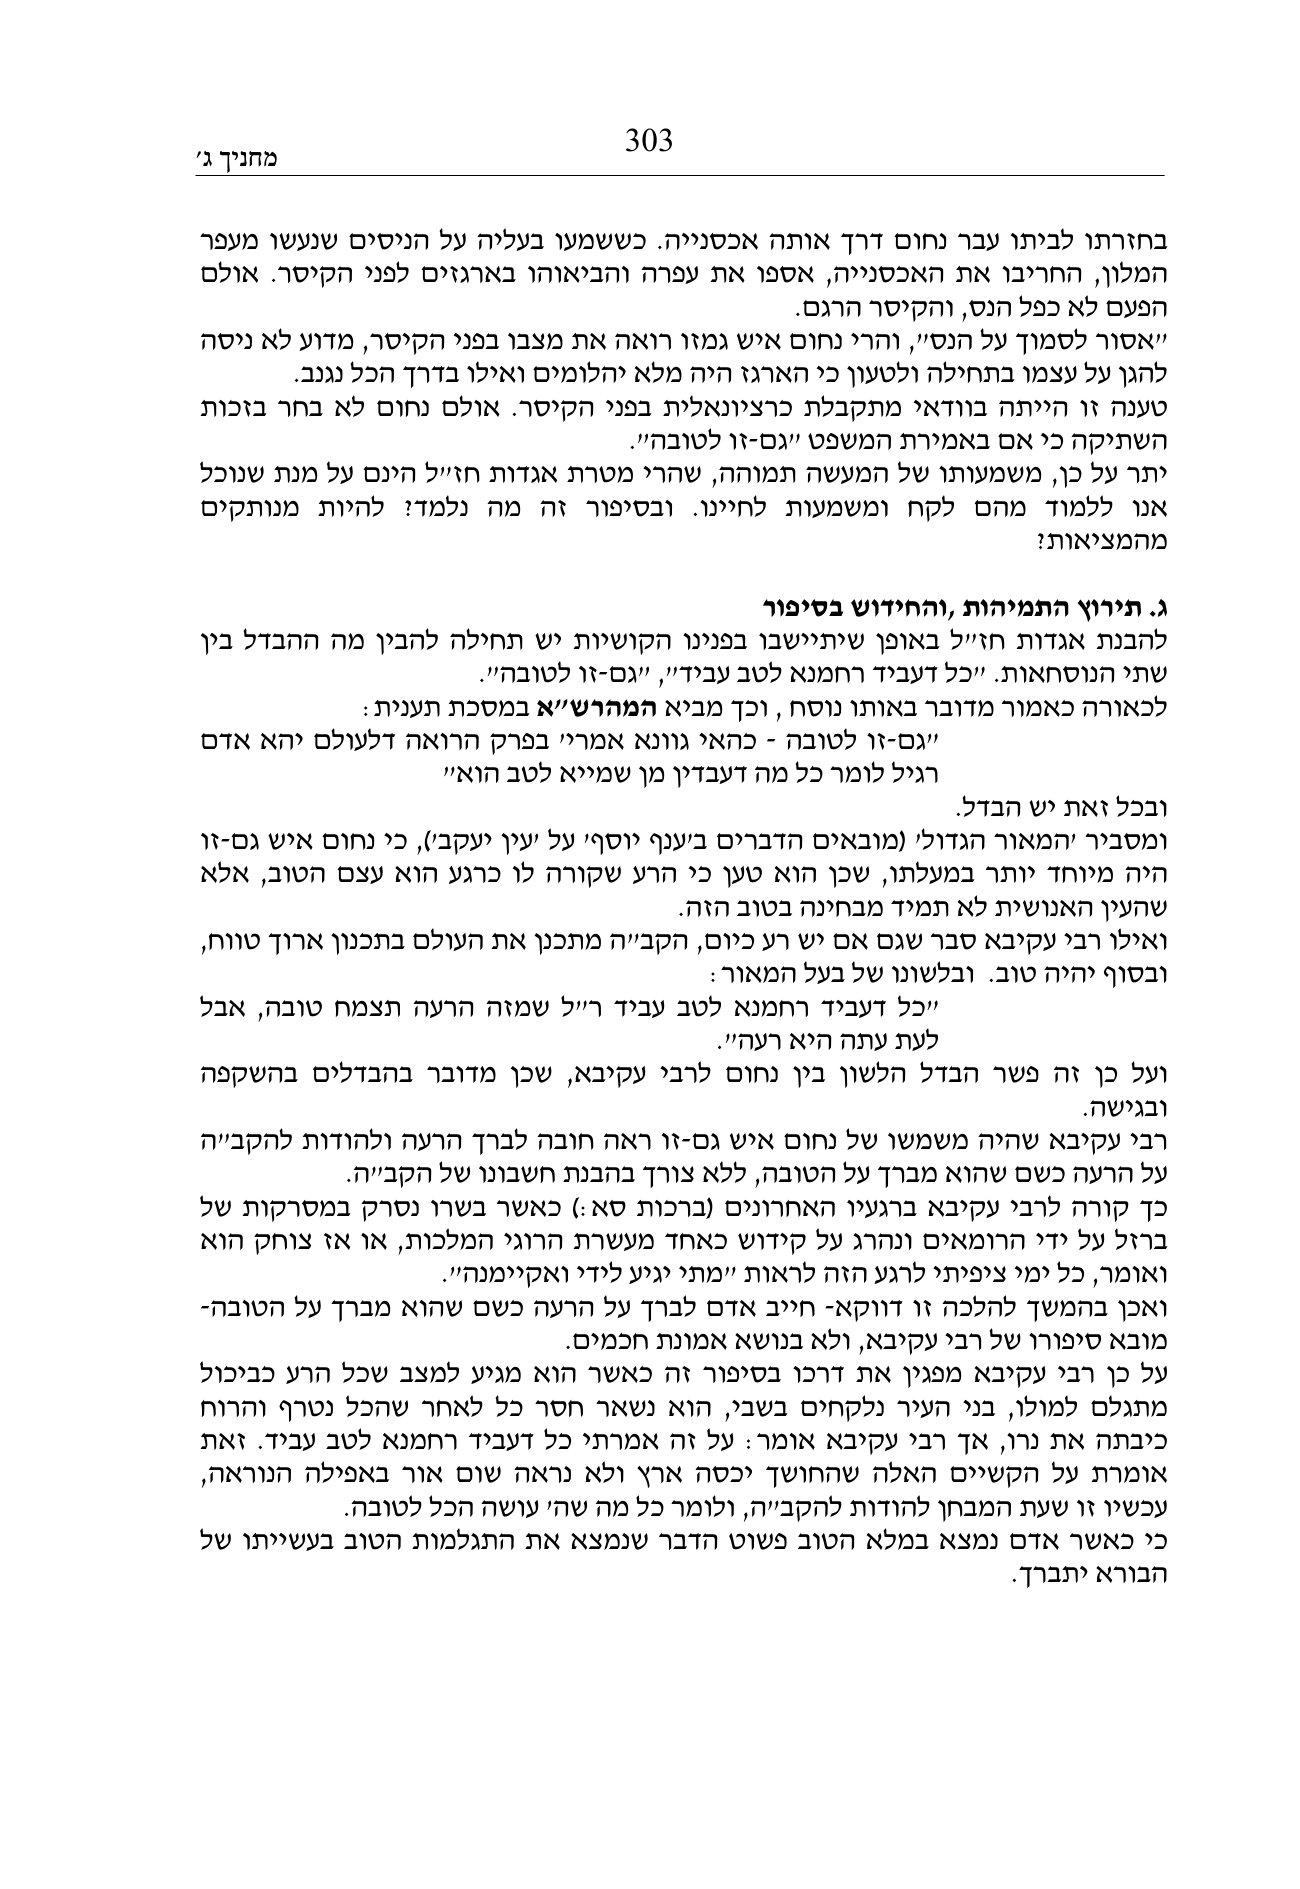 303
מחניך ג'
בחזרתו לביתו עבר נחום דרך אותה אכסנייה. כששמעו בעליה על הניסים שנעשו מעפר
המלון, החריבו את האכסנייה, אספו את עפרה והביאוהו בארגזים לפני הקיסר. אולם
הפעם לא כפל הנס, והקיסר הרגם.
"אסור לסמוך על הנס", והרי נחום איש גמזו רואה את מצבו בפני הקיסר, מדוע לא ניסה
להגן על עצמו בתחילה ולטעון כי הארגז היה מלא יהלומים ואילו בדרך הכל נגנב.
טענה זו הייתה בוודאי מתקבלת כרציונאלית בפני הקיסר. אולם נחום לא בחר בזכות
השתיקה כי אם באמירת המשפט "גם-זו לטובה".
יתר על כן, משמעותו של המעשה תמוהה, שהרי מטרת אגדות חז"ל הינם על מנת שנוכל
אנו ללמוד מהם לקח ומשמעות לחיינו. ובסיפור זה מה נלמד? להיות מנותקים
מהמציאות?
ג. תירוץ התמיהות ,והחידוש בסיפור
להבנת אגדות חז"ל באופן שיתיישבו בפנינו הקושיות יש תחילה להבין מה ההבדל בין
שתי הנוסחאות. "כל דעביד רחמנא לטב עביד", "גם-זו לטובה".
לכאורה כאמור מדובר באותו נוסח , וכך מביא המהרש"א במסכת תענית:
"גם-זו לטובה - כהאי גוונא אמרי' בפרק הרואה דלעולם יהא אדם
רגיל לומר כל מה דעבדין מן שמייא לטב הוא"
ובכל זאת יש הבדל.
ומסביר 'המאור הגדול' (מובאים הדברים ב'ענף יוסף' על 'עין יעקב'), כי נחום איש גם-זו
היה מיוחד יותר במעלתו, שכן הוא טען כי הרע שקורה לו כרגע הוא עצם הטוב, אלא
שהעין האנושית לא תמיד מבחינה בטוב הזה.
ואילו רבי עקיבא סבר שגם אם יש רע כיום, הקב"ה מתכנן את העולם בתכנון ארוך טווח,
ובסוף יהיה טוב. ובלשונו של בעל המאור:
"כל דעביד רחמנא לטב עביד ר"ל שמזה הרעה תצמח טובה, אבל
לעת עתה היא רעה".
ועל כן זה פשר הבדל הלשון בין נחום לרבי עקיבא, שכן מדובר בהבדלים בהשקפה
ובגישה.
רבי עקיבא שהיה משמשו של נחום איש גם-זו ראה חובה לברך הרעה ולהודות להקב"ה
על הרעה כשם שהוא מברך על הטובה, ללא צורך בהבנת חשבונו של הקב"ה.
כך קורה לרבי עקיבא ברגעיו האחרונים (ברכות סא:) כאשר בשרו נסרק במסרקות של
ברזל על ידי הרומאים ונהרג על קידוש כאחד מעשרת הרוגי המלכות, או אז צוחק הוא
ואומר, כל ימי ציפיתי לרגע הזה לראות "מתי יגיע לידי ואקיימנה".
ואכן בהמשך להלכה זו דווקא- חייב אדם לברך על הרעה כשם שהוא מברך על הטובה-
מובא סיפורו של רבי עקיבא, ולא בנושא אמונת חכמים.
על כן רבי עקיבא מפגין את דרכו בסיפור זה כאשר הוא מגיע למצב שכל הרע כביכול
מתגלם למולו, בני העיר נלקחים בשבי, הוא נשאר חסר כל לאחר שהכל נטרף והרוח
כיבתה את נרו, אך רבי עקיבא אומר: על זה אמרתי כל דעביד רחמנא לטב עביד. זאת
אומרת על הקשיים האלה שהחושך יכסה ארץ ולא נראה שום אור באפילה הנוראה,
עכשיו זו שעת המבחן להודות להקב"ה, ולומר כל מה שה' עושה הכל לטובה.
כי כאשר אדם נמצא במלא הטוב פשוט הדבר שנמצא את התגלמות הטוב בעשייתו של
הבורא יתברך.